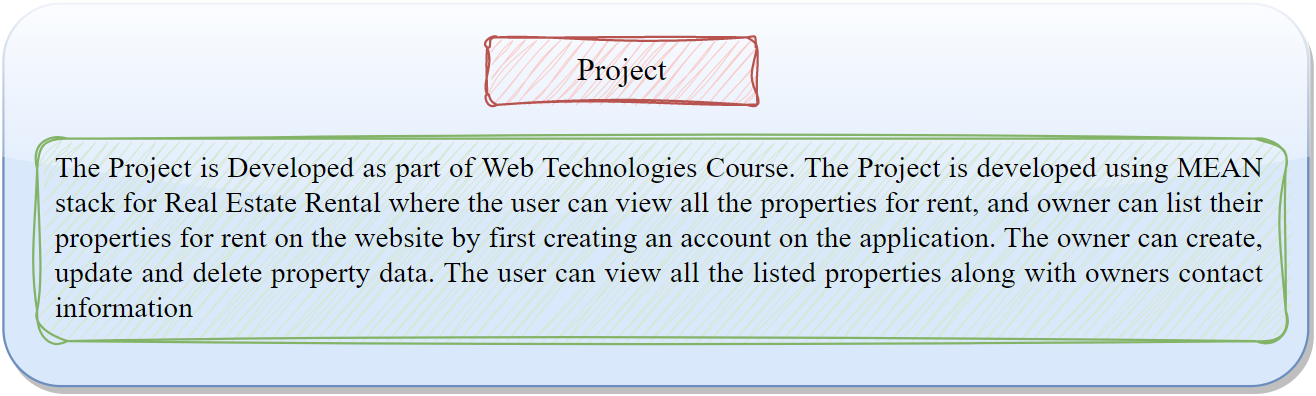 Project
The Project is Developed as part of Web Technologies Course. The Project is developed using MEAN
stack for Real Estate Rental where the user can view all the properties for rent, and owner can list their
properties for rent on the website by first creating an account on the application. The owner can create,
update and delete property data. The user can view all the listed properties along with owners contact
information